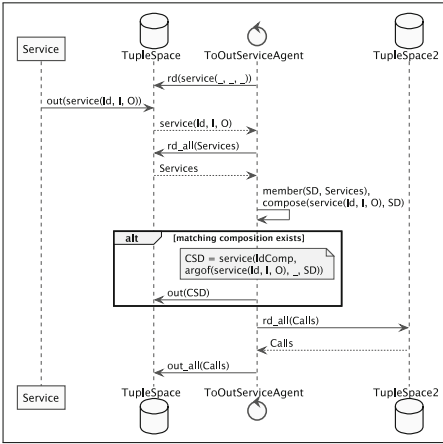 TupleSpace
ToOutServiceAgent
TupleSpace2
Service
rd(service(_, _, _))
out(service(Id, I, O))
service(Id, I, O)
rd_all(Services)
Services
member(SD, Services),
compose(service(Id, I, O), SD)
alt
[matching composition exists]
CSD = service(IdComp,
argof(service(Id, I, O), _, SD))
out(CSD)
rd_all(Calls)
Calls
out_all(Calls)
Service
TupleSpace
ToOutServiceAgent
TupleSpace2